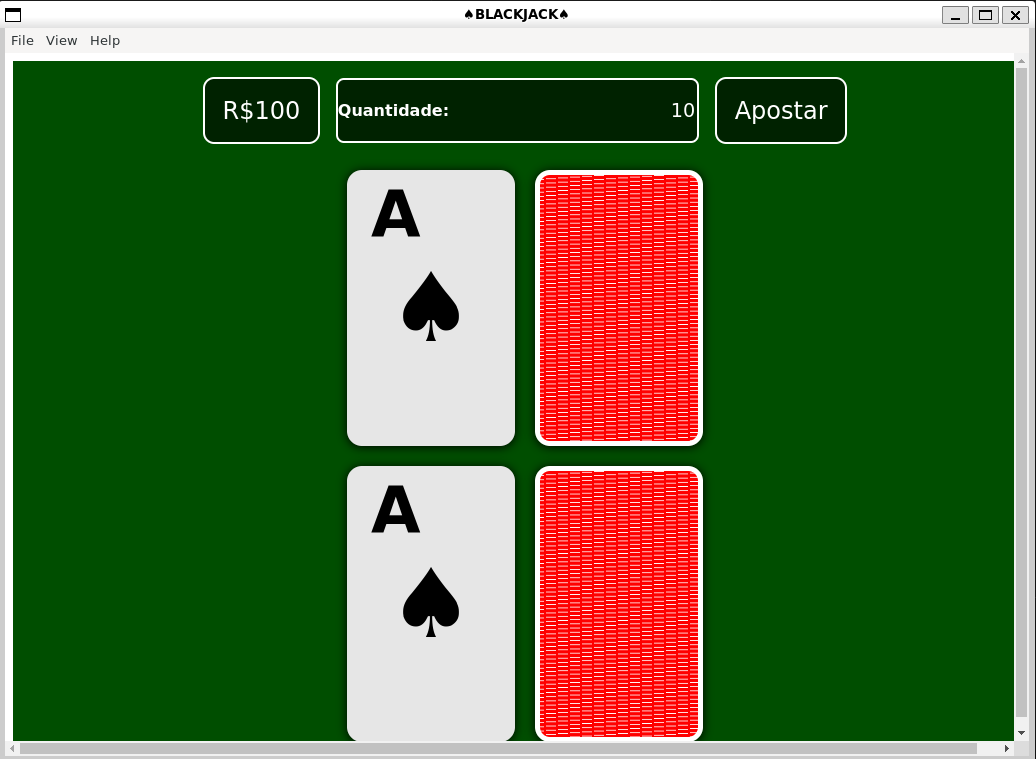 ♠BLACKJACK♠
File View Help
R$100 Quantidade: 10 Apostar
A
♠
A
♠